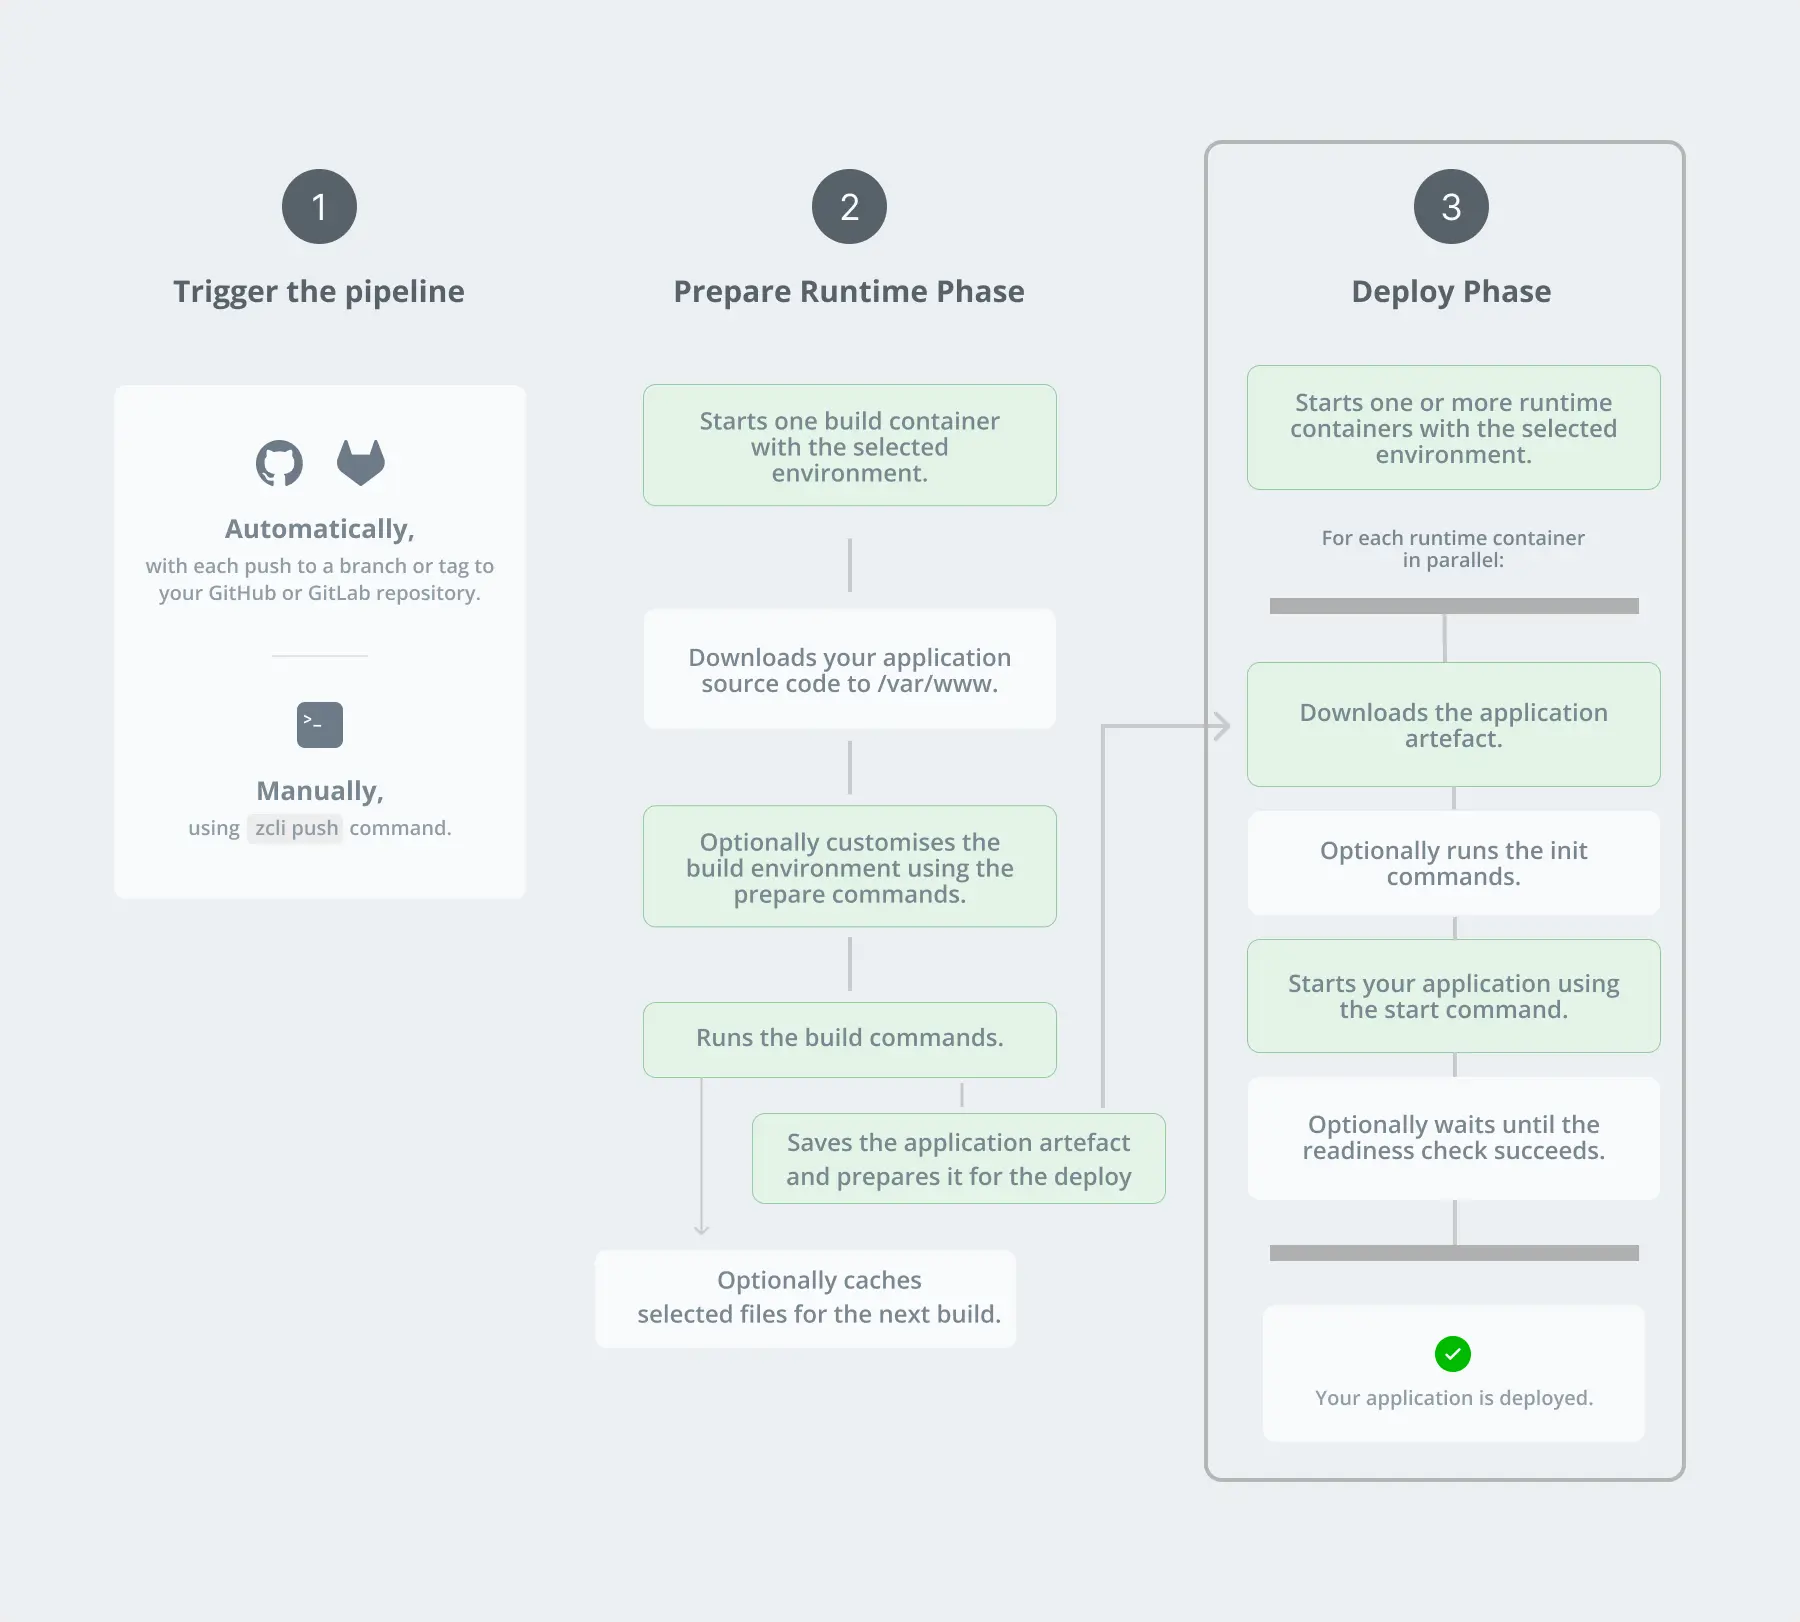 1
Trigger the pipeline
Automatically,
with each push to a branch or tag to
your GitHub or GitLab repository.
>_
Manually,
using zcli push command.
2
Prepare Runtime Phase
Starts one build container
with the selected
environment.
Downloads your application
source code to /var/www.
Optionally customises the
build environment using the
prepare commands.
Runs the build commands.
Saves the application artefact
and prepares it for the deploy
Optionally caches
selected files for the next build.
3
Deploy Phase
Starts one or more runtime
containers with the selected
environment.
For each runtime container
in parallel:
Downloads the application
artefact.
Optionally runs the init
commands.
Starts your application using
the start command.
Optionally waits until the
readiness check succeeds.
Your application is deployed.